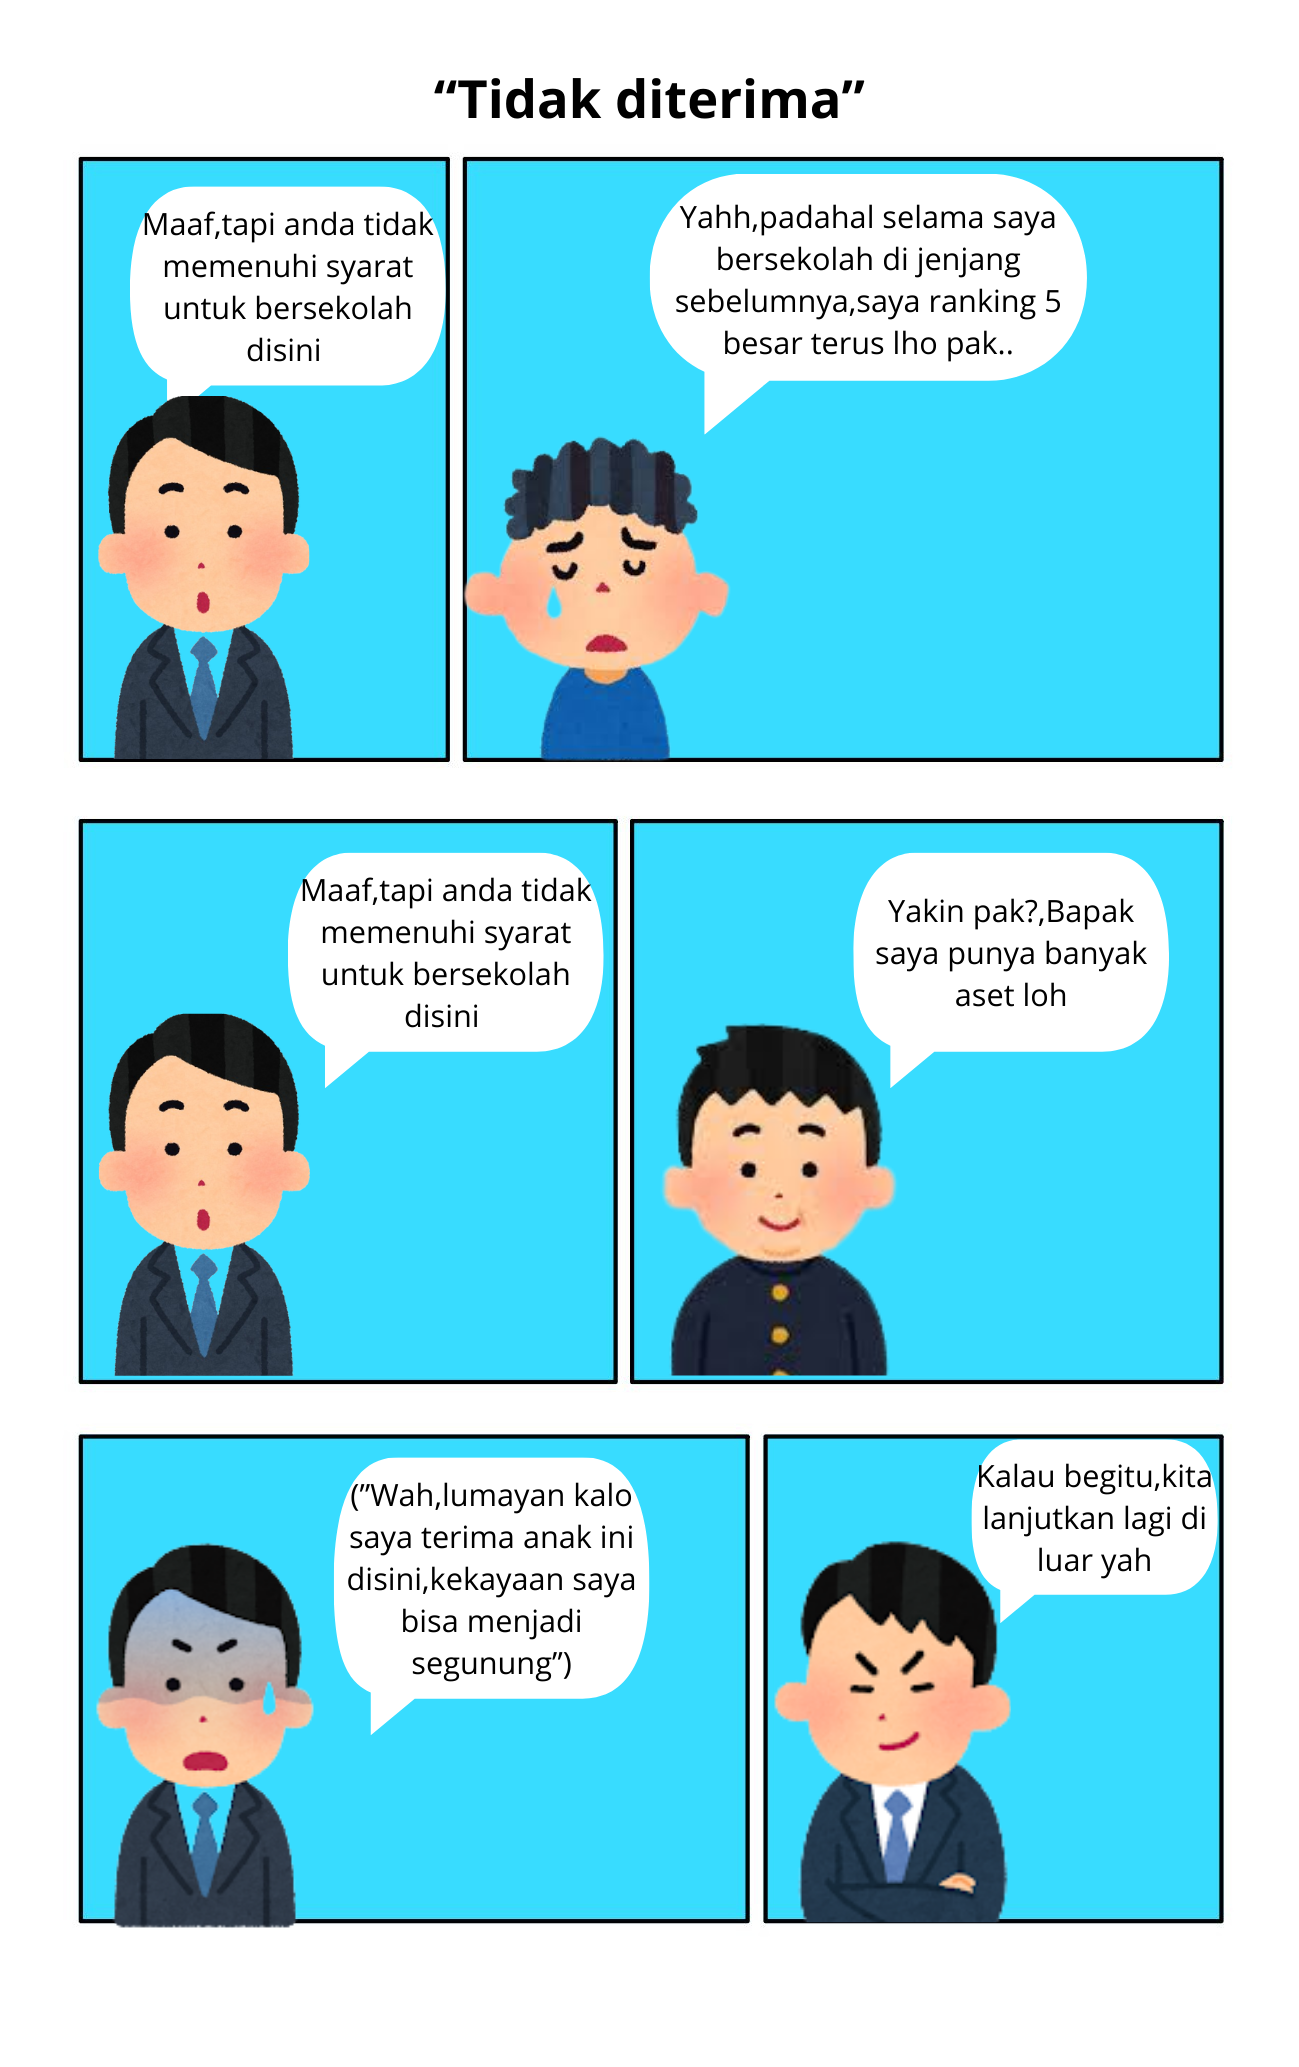 “Tidak diterima”
Maaf,tapi anda tidak
memenuhi syarat
untuk bersekolah
disini
Yahh,padahal selama saya
bersekolah di jenjang
sebelumnya,saya ranking 5
besar terus lho pak..
Maaf,tapi anda tidak
memenuhi syarat
untuk bersekolah
disini
Yakin pak?,Bapak
saya punya banyak
aset loh
(”Wah,lumayan kalo
saya terima anak ini
disini,kekayaan saya
bisa menjadi
segunung”)
Kalau begitu,kita
lanjutkan lagi di
luar yah